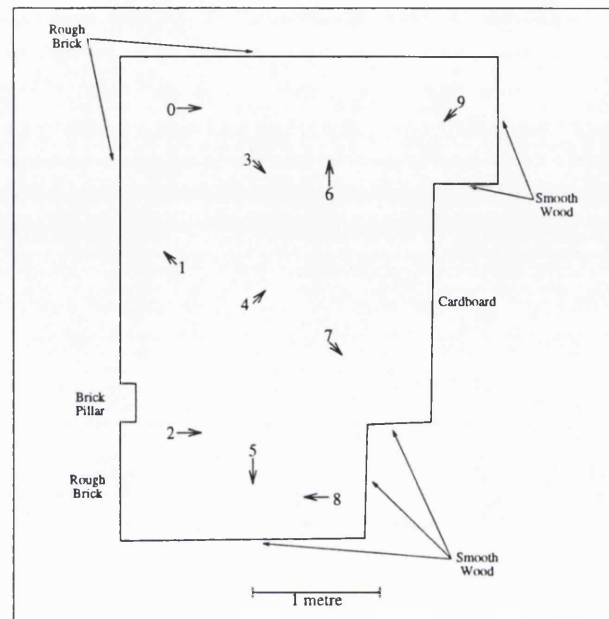 Rough
Brick
0
9
3
6
Smooth
Wood
1
4
Cardboard
7
Brick
Pillar
2
5
Rough
Brick
8
Smooth
Wood
1 metre